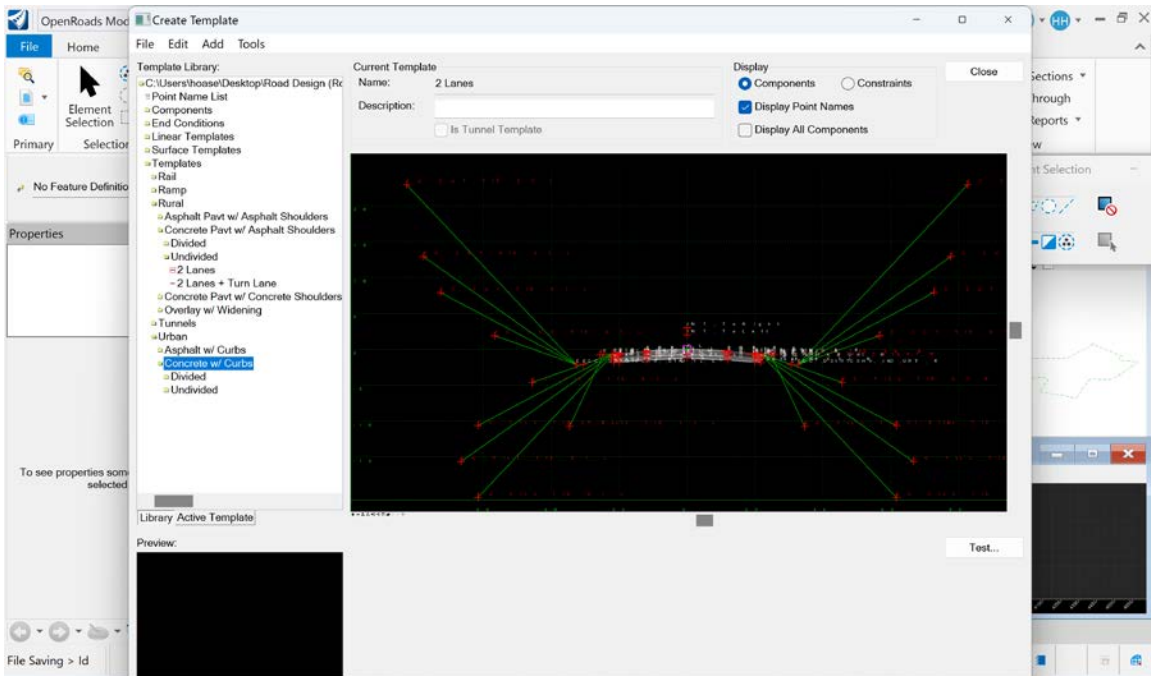 OpenRoads Mod
Create Template
HH
File
Home
File Edit Add Tools
Element
Selection
Primary
Selection
No Feature Definitio
Properties
To see properties som
selected
File Saving > Id
Template Library:
C:\Users\hoase\Desktop\Road Design (Ro
Point Name List
Components
End Conditions
Linear Templates
Surface Templates
Templates
Rail
Ramp
Rural
Asphalt Pavt w/ Asphalt Shoulders
Concrete Pavt w/ Asphalt Shoulders
Divided
Undivided
2 Lanes
2 Lanes + Turn Lane
Concrete Pavt w/ Concrete Shoulders
Overlay w/ Widening
Tunnels
Urban
Asphalt w/ Curbs
Concrete w/ Curbs
Divided
Undivided
Library Active Template
Preview:
Current Template
Name: 2 Lanes
Description:
Is Tunnel Template
Display
Components Constraints
Display Point Names
Display All Components
Close
Test...
Sections
hrough
Reports
w
nt Selection